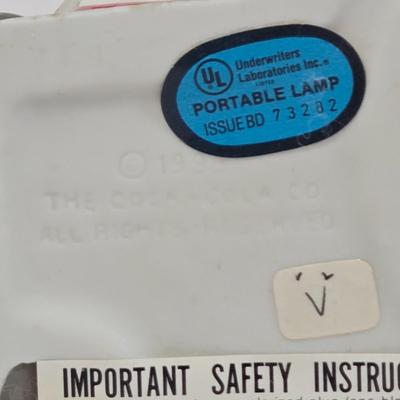 UL
Underwriters
Laboratories Inc.®
LISTED
PORTABLE LAMP
ISSUE BD 73282
THE COCA-COLA CO
ALL RIGHTS RESERVED
V
IMPORTANT SAFETY INSTRUC